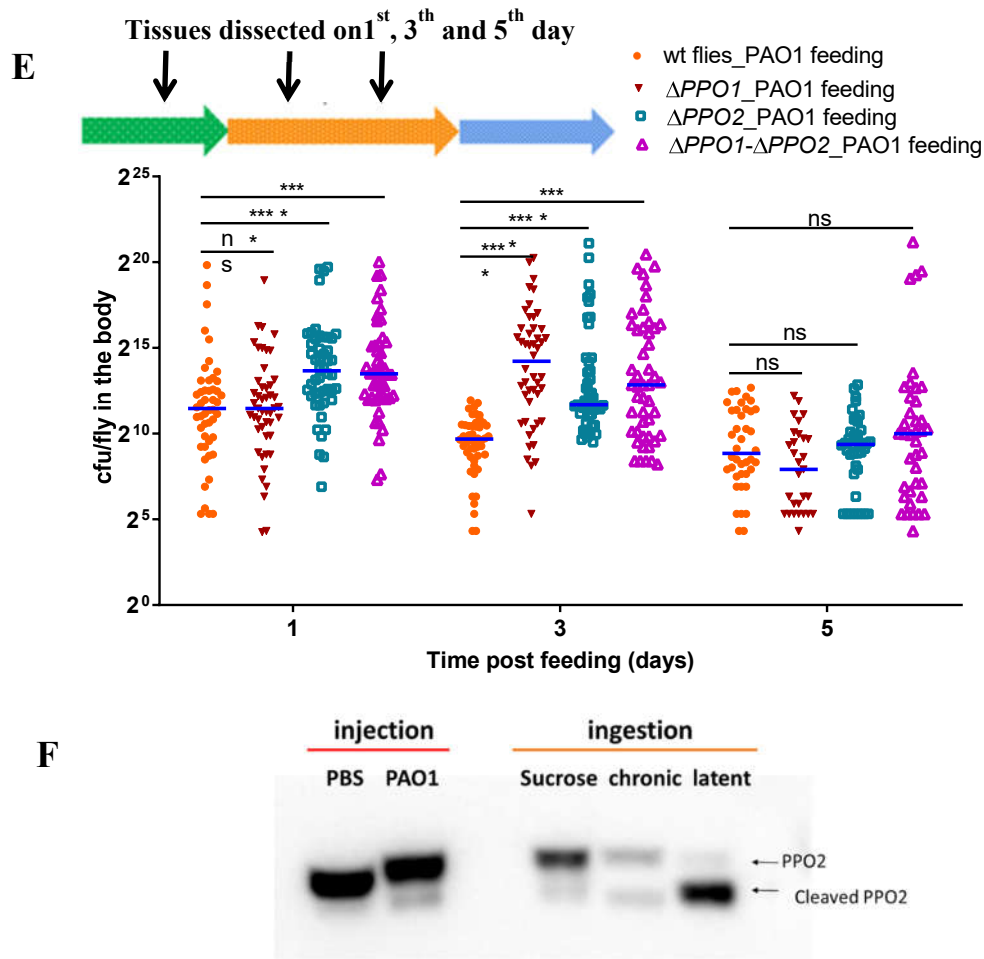 Tissues dissected on1st, 3th and 5th day
E
wt flies_PAO1 feeding
ΔPPO1_PAO1 feeding
ΔPPO2_PAO1 feeding
ΔPPO1-ΔPPO2_PAO1 feeding
2^25
2^20
2^15
2^10
2^5
2^0
cfu/fly in the body
***
*** *
n *
s
***
*** *
*** *
*
ns
ns
ns
1 3 5
Time post feeding (days)
F
injection ingestion
PBS PAO1 Sucrose chronic latent
PPO2
Cleaved PPO2